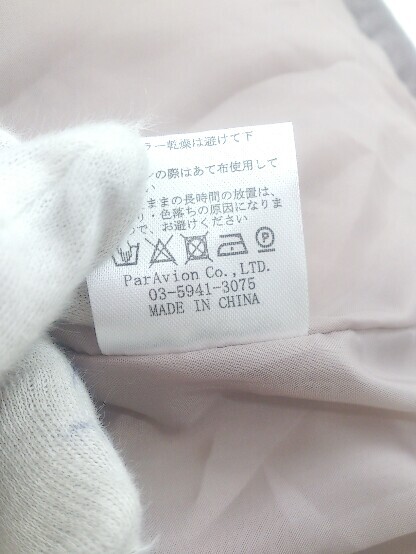 ラー乾燥は避けて下
の際はあて布使用して
い
ままの長時間の放置は、
り・色落ちの原因になりま
で、お避けください
P
ParAvion Co.,LTD.
03-5941-3075
MADE IN CHINA